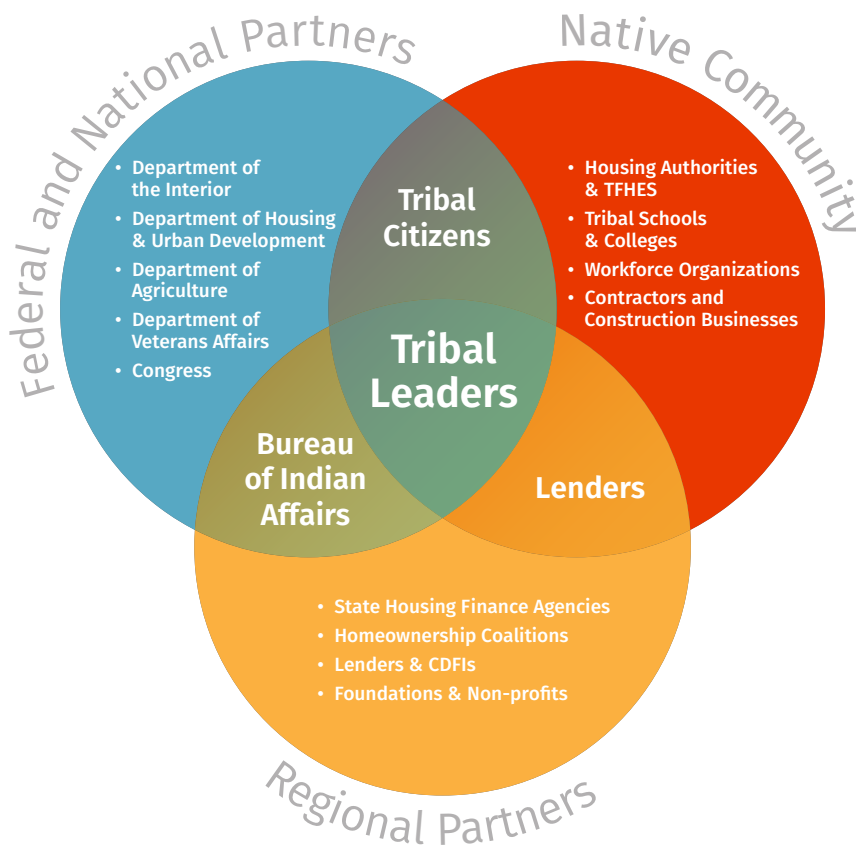 Federal and National Partners
Native Community
• Department of
the Interior
• Department of Housing
& Urban Development
• Department of
Agriculture
• Department of
Veterans Affairs
• Congress
Tribal
Citizens
• Housing Authorities
& TFHES
• Tribal Schools
& Colleges
• Workforce Organizations
• Contractors and
Construction Businesses
Tribal
Leaders
Bureau
of Indian
Affairs
Lenders
• State Housing Finance Agencies
• Homeownership Coalitions
• Lenders & CDFIs
• Foundations & Non-profits
Regional Partners